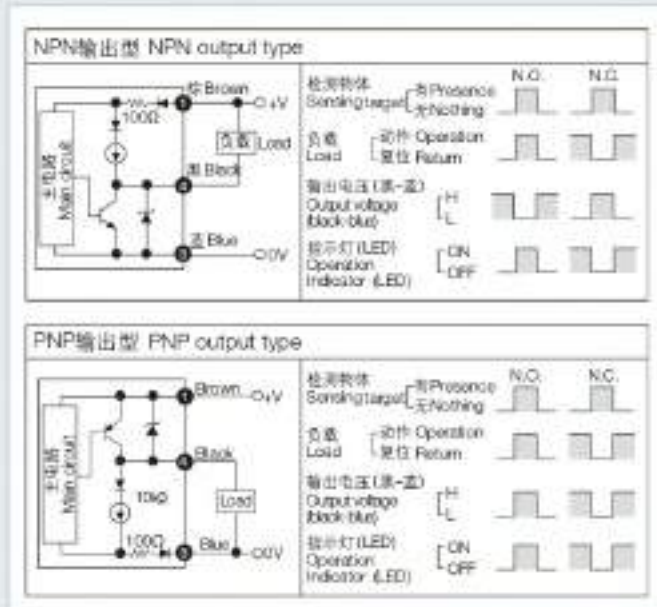 NPN输出型 NPN output type
棕 Brown
+V
100Ω
负载 Load
黑 Black
主电路
Main circuit
蓝 Blue
0V
N.O. N.C.
检测物体 有 Presence
Sensing target 无 Nothing
负载 动作 Operation
Load 复位 Return
输出电压 (黑-蓝) H
Output voltage L
(black-blue)
指示灯 (LED) ON
Operation OFF
Indicator (LED)
PNP输出型 PNP output type
1 Brown +V
4 Black
主电路
Main circuit
10kΩ
Load
100Ω
3 Blue 0V
N.O. N.C.
检测物体 有 Presence
Sensing target 无 Nothing
负载 动作 Operation
Load 复位 Return
输出电压 (黑-蓝) H
Output voltage L
(black-blue)
指示灯 (LED) ON
Operation OFF
Indicator (LED)